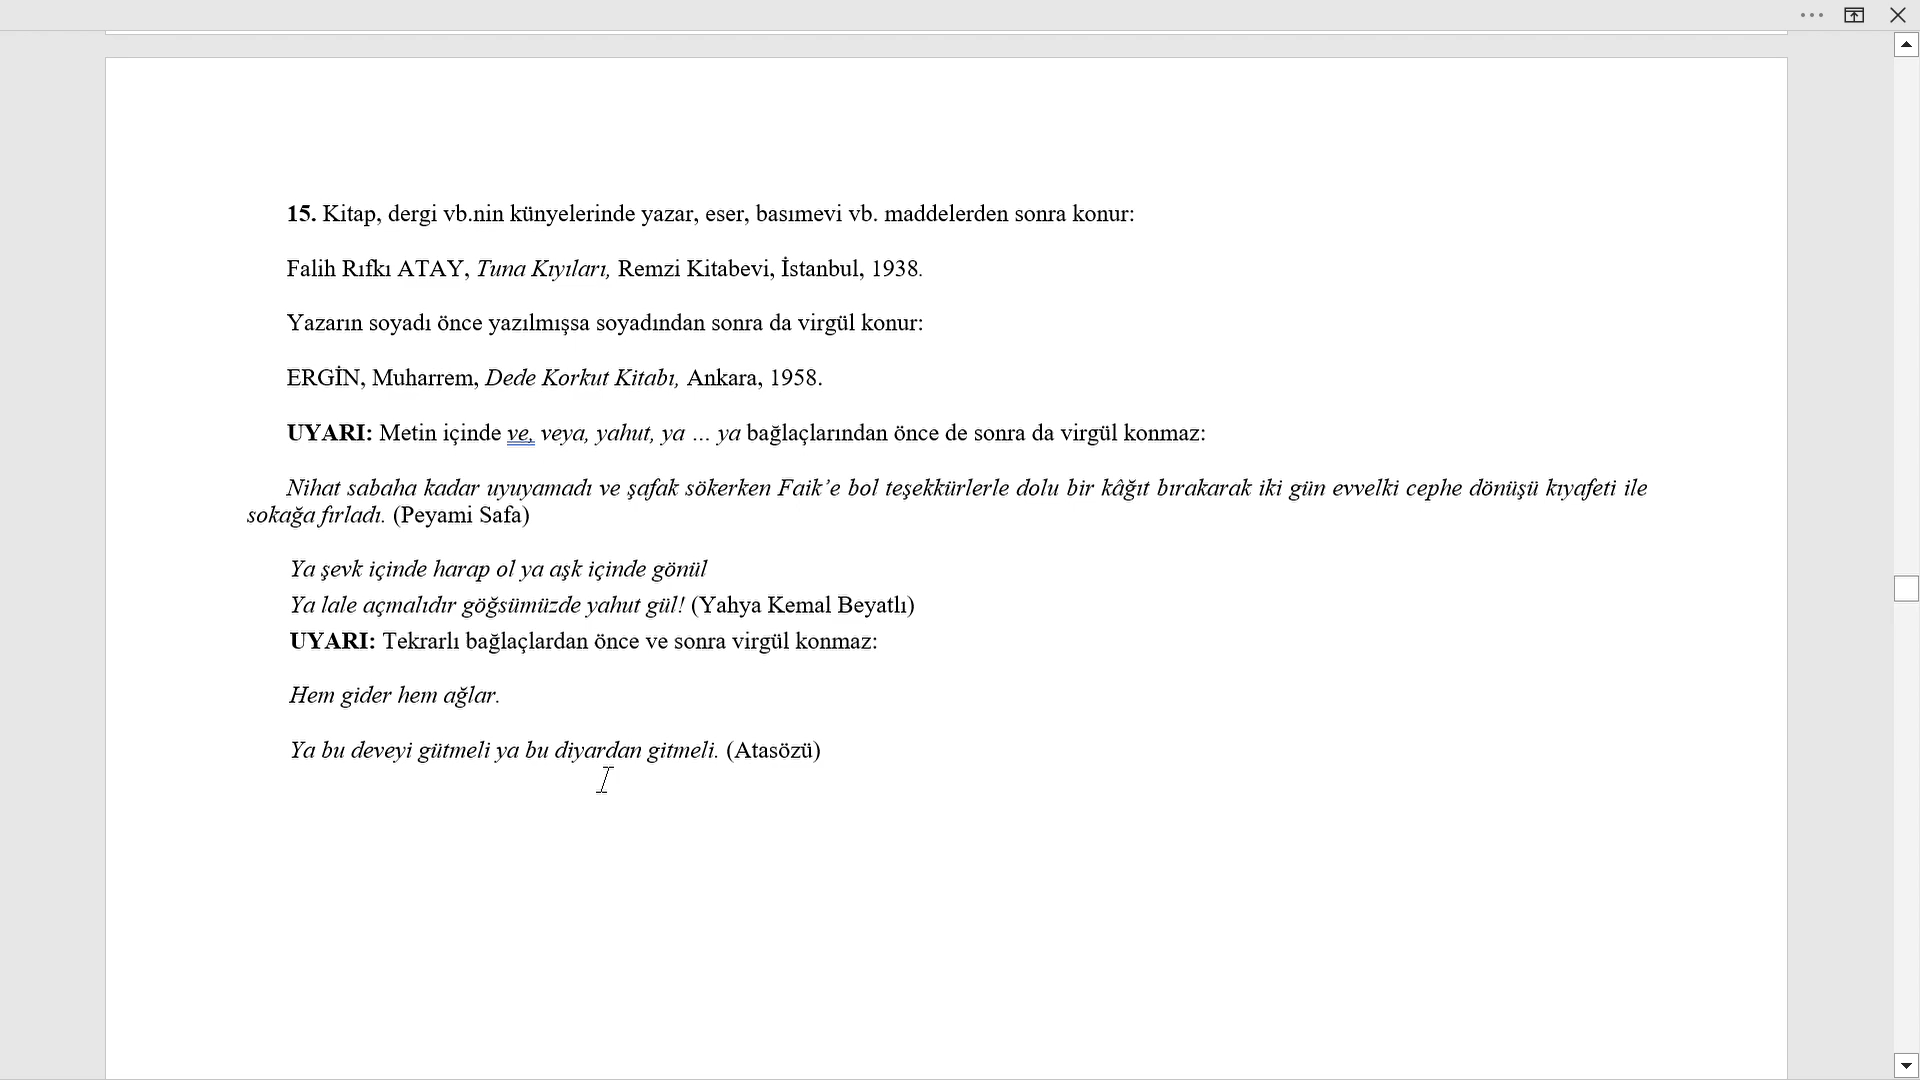 15. Kitap, dergi vb.nin künyelerinde yazar, eser, basımevi vb. maddelerden sonra konur:
Falih Rıfkı ATAY, Tuna Kıyıları, Remzi Kitabevi, İstanbul, 1938.
Yazarın soyadı önce yazılmışsa soyadından sonra da virgül konur:
ERGİN, Muharrem, Dede Korkut Kitabı, Ankara, 1958.
UYARI: Metin içinde ve, veya, yahut, ya ... ya bağlaçlarından önce de sonra da virgül konmaz:
Nihat sabaha kadar uyuyamadı ve şafak sökerken Faik’e bol teşekkürlerle dolu bir kâğıt bırakarak iki gün evvelki cephe dönüşü kıyafeti ile
sokağa fırladı. (Peyami Safa)
Ya şevk içinde harap ol ya aşk içinde gönül
Ya lale açmalıdır göğsümüzde yahut gül! (Yahya Kemal Beyatlı)
UYARI: Tekrarlı bağlaçlardan önce ve sonra virgül konmaz:
Hem gider hem ağlar.
Ya bu deveyi gütmeli ya bu diyardan gitmeli. (Atasözü)